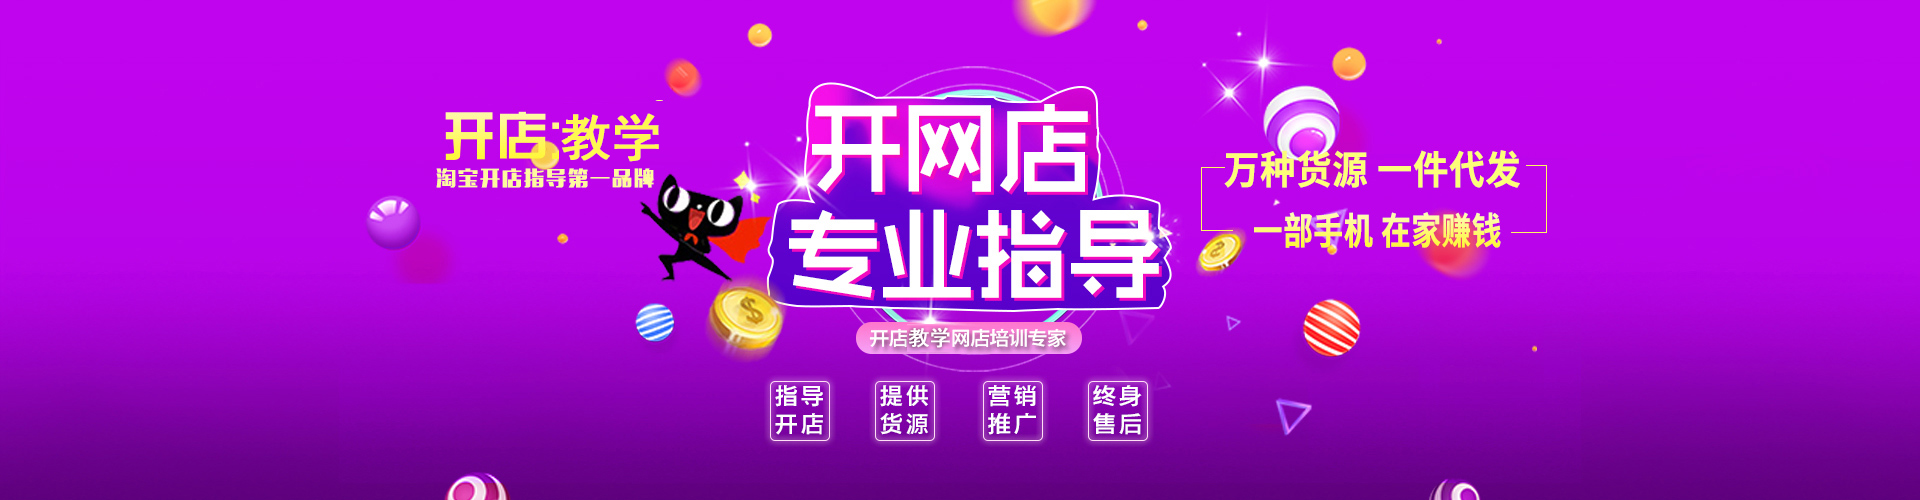 开店·教学
淘宝开店指导第一品牌
开网店
专业指导
开店教学网店培训专家
万种货源 一件代发
一部手机 在家赚钱
指导
开店
提供
货源
营销
推广
终身
售后